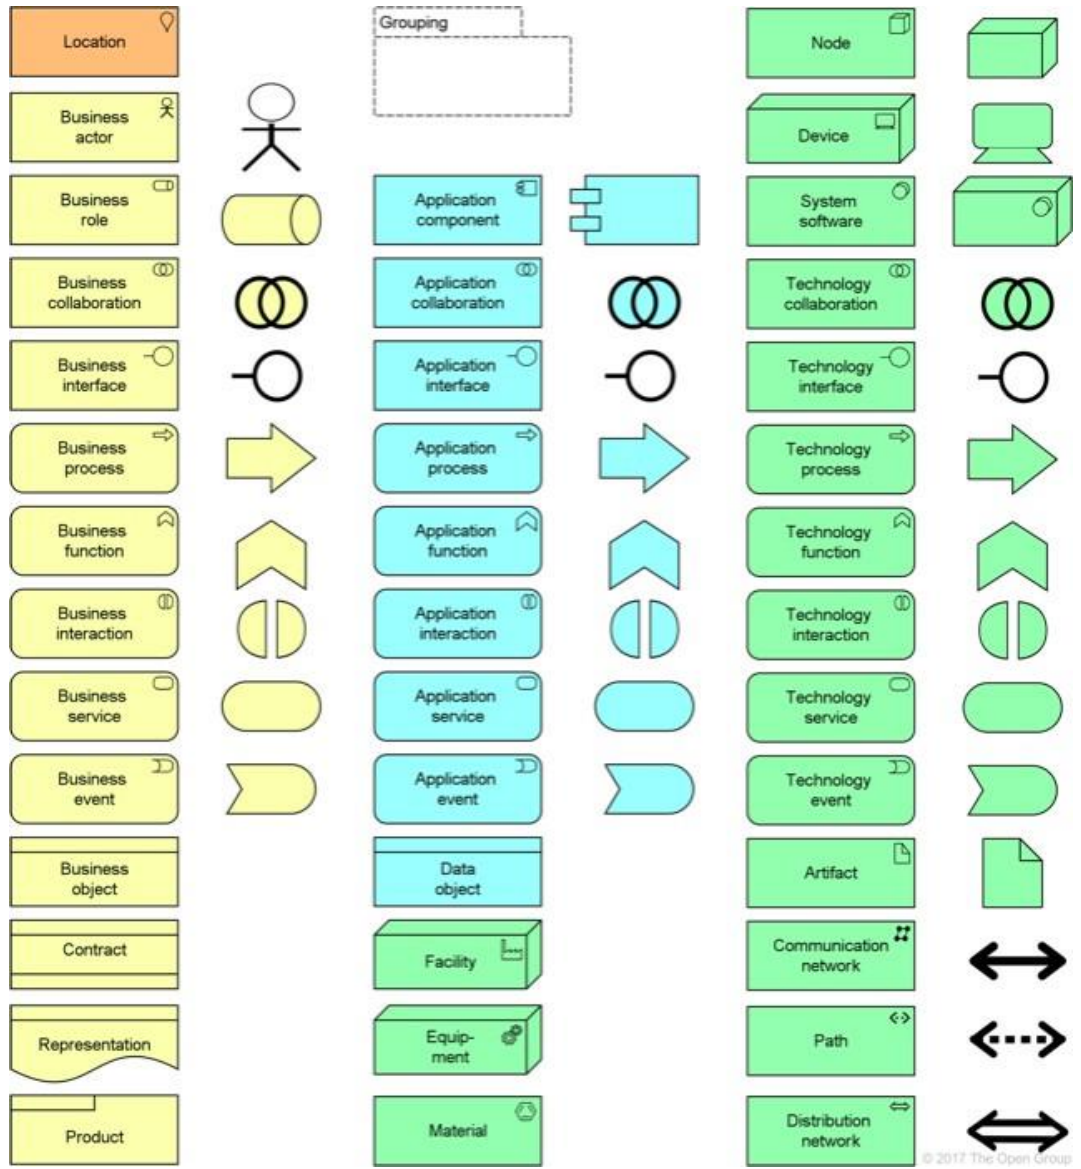 Location
Grouping
Node
Business
actor
Device
Business
role
Application
component
System
software
Business
collaboration
Application
collaboration
Technology
collaboration
Business
interface
Application
interface
Technology
interface
Business
process
Application
process
Technology
process
Business
function
Application
function
Technology
function
Business
interaction
Application
interaction
Technology
interaction
Business
service
Application
service
Technology
service
Business
event
Application
event
Technology
event
Business
object
Data
object
Artifact
Contract
Facility
Communication
network
Representation
Equip-
ment
Path
Product
Material
Distribution
network
© 2017 The Open Group